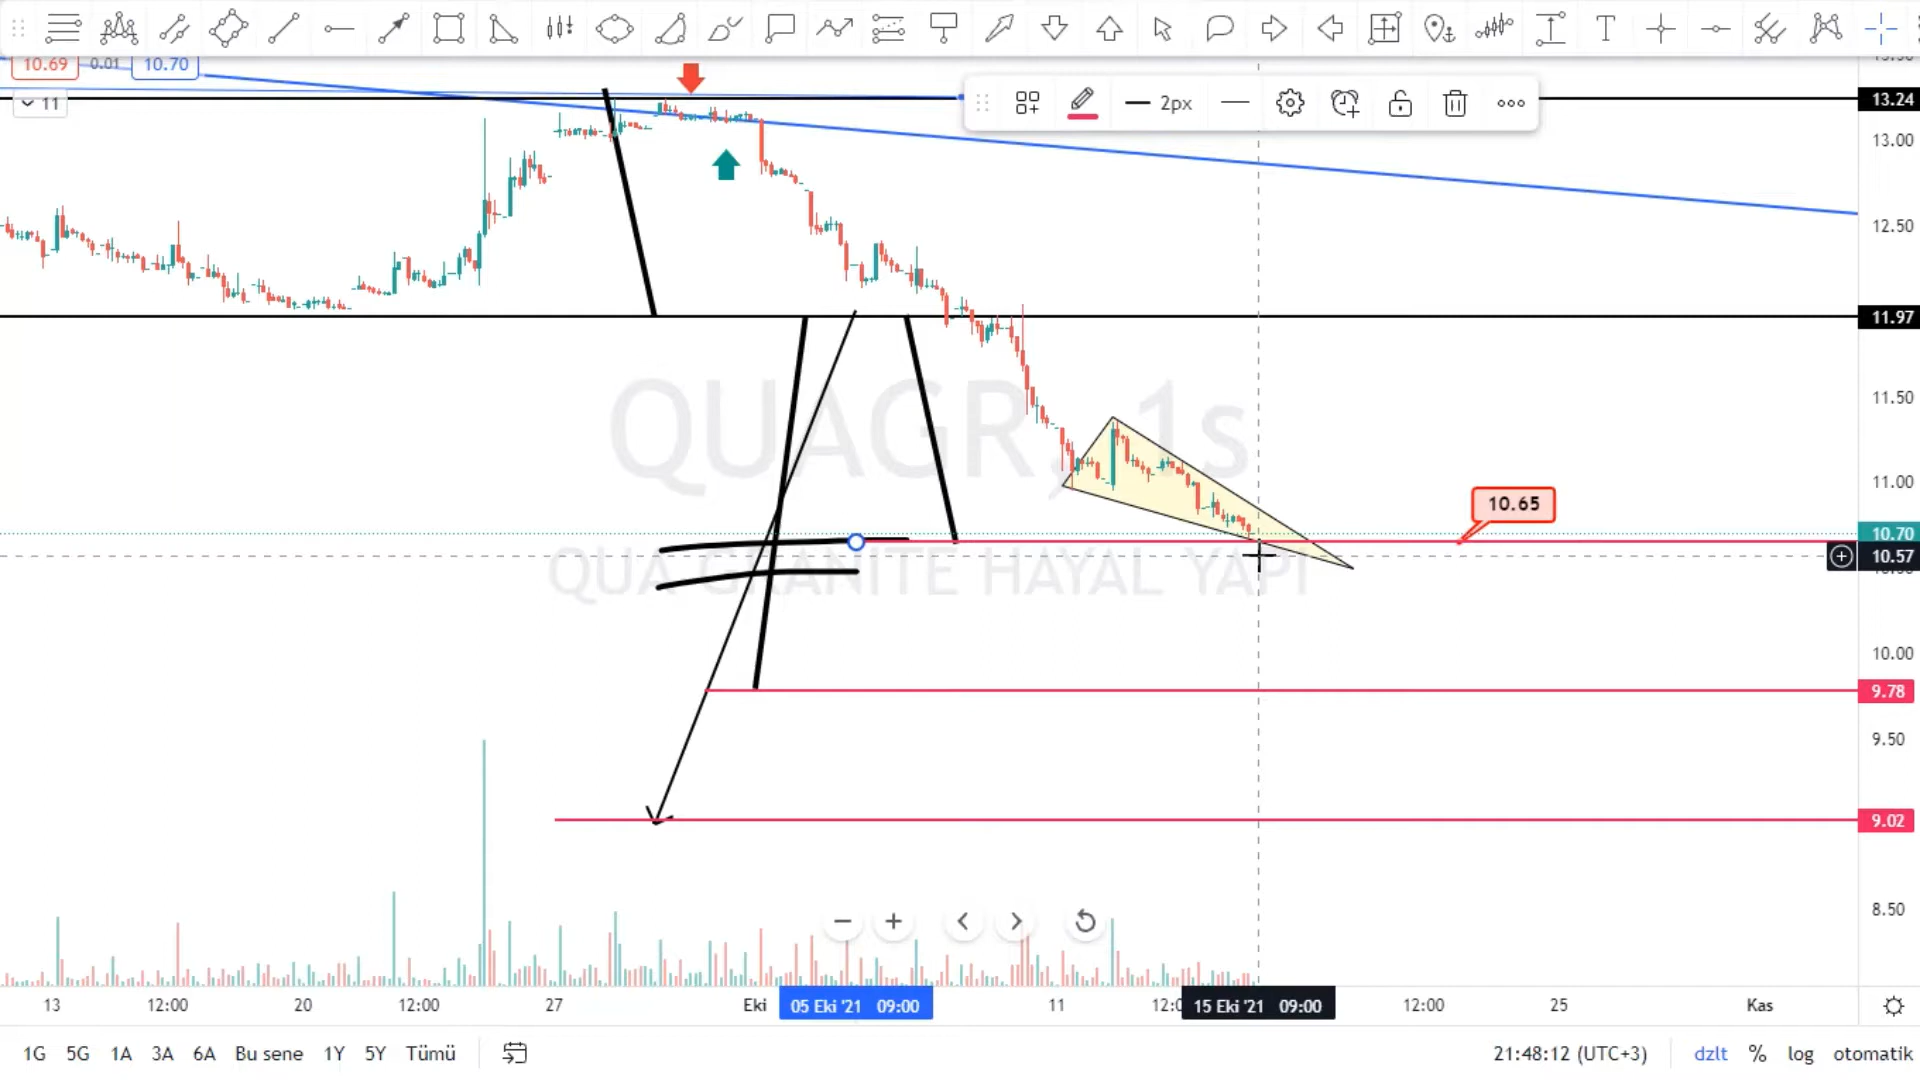 10.69 0.01 10.70
11
2px
13.24
13.00
12.50
11.97
11.50
QUAGR, 1s
11.00
10.65
10.70
10.57
QUA GRANITE HAYAL YAPI
10.00
9.78
9.50
9.02
8.50
13 12:00 20 12:00 27 Eki 05 Eki '21 09:00 11 15 Eki '21 09:00 12:00 25 Kas
1G 5G 1A 3A 6A Bu sene 1Y 5Y Tümü 21:48:12 (UTC+3) dzlt % log otomatik